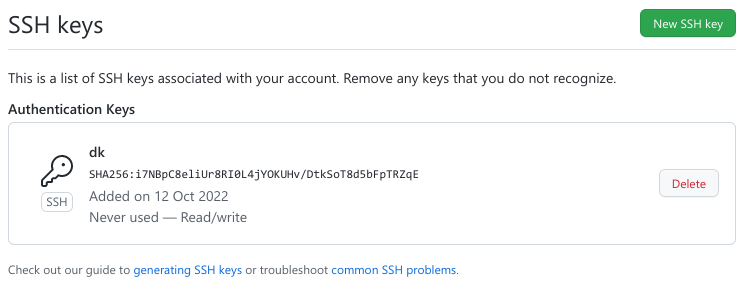 SSH keys
New SSH key
This is a list of SSH keys associated with your account. Remove any keys that you do not recognize.
Authentication Keys
dk
SHA256:i7NBpC8eliUr8RI0L4jYOKUHv/DtkSoT8d5bFpTRZqE
SSH
Added on 12 Oct 2022
Never used — Read/write
Delete
Check out our guide to generating SSH keys or troubleshoot common SSH problems.